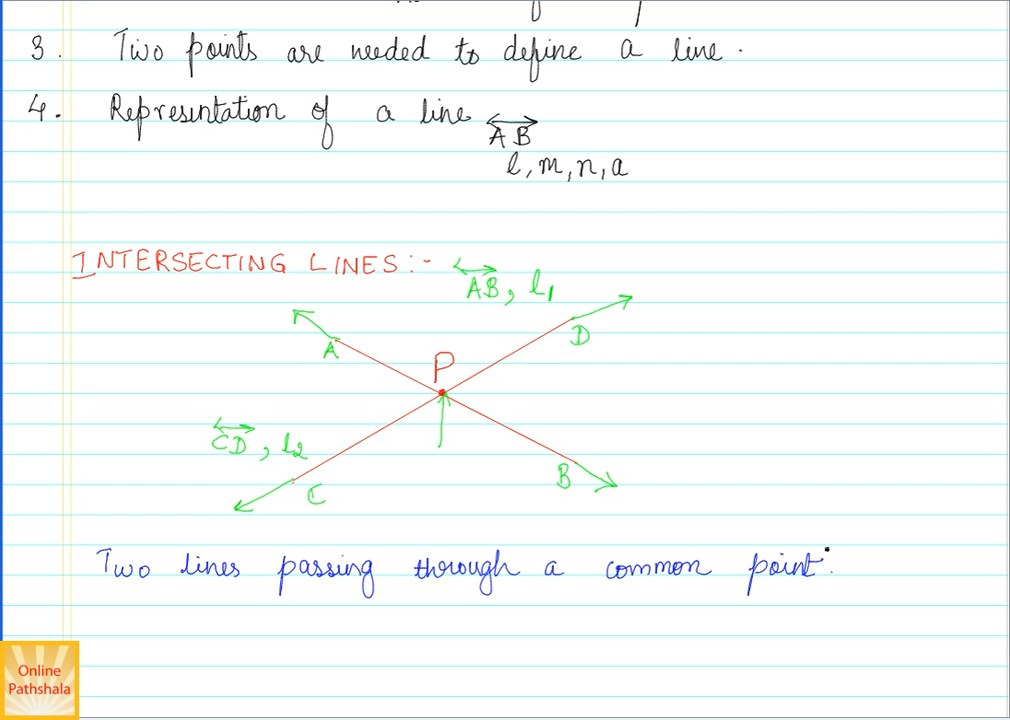 3. Two points are needed to define a line.
4. Representation of a line AB
l, m, n, a
INTERSECTING LINES:-
AB, l1
A
D
P
CD, l2
B
C
Two lines passing through a common point.
Online
Pathshala